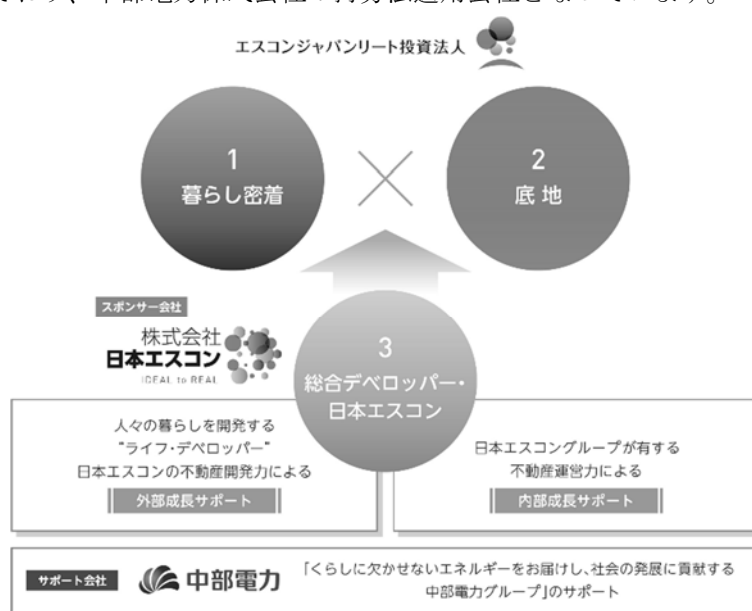 エスコンジャパンリート投資法人
1
暮らし密着
2
底地
スポンサー会社
株式会社
日本エスコン
IDEAL to REAL
3
総合デベロッパー・
日本エスコン
人々の暮らしを開発する
“ライフ・デベロッパー”
日本エスコンの不動産開発力による
外部成長サポート
日本エスコングループが有する
不動産運営力による
内部成長サポート
サポート会社
中部電力
「くらしに欠かせないエネルギーをお届けし、社会の発展に貢献する
中部電力グループ」のサポート